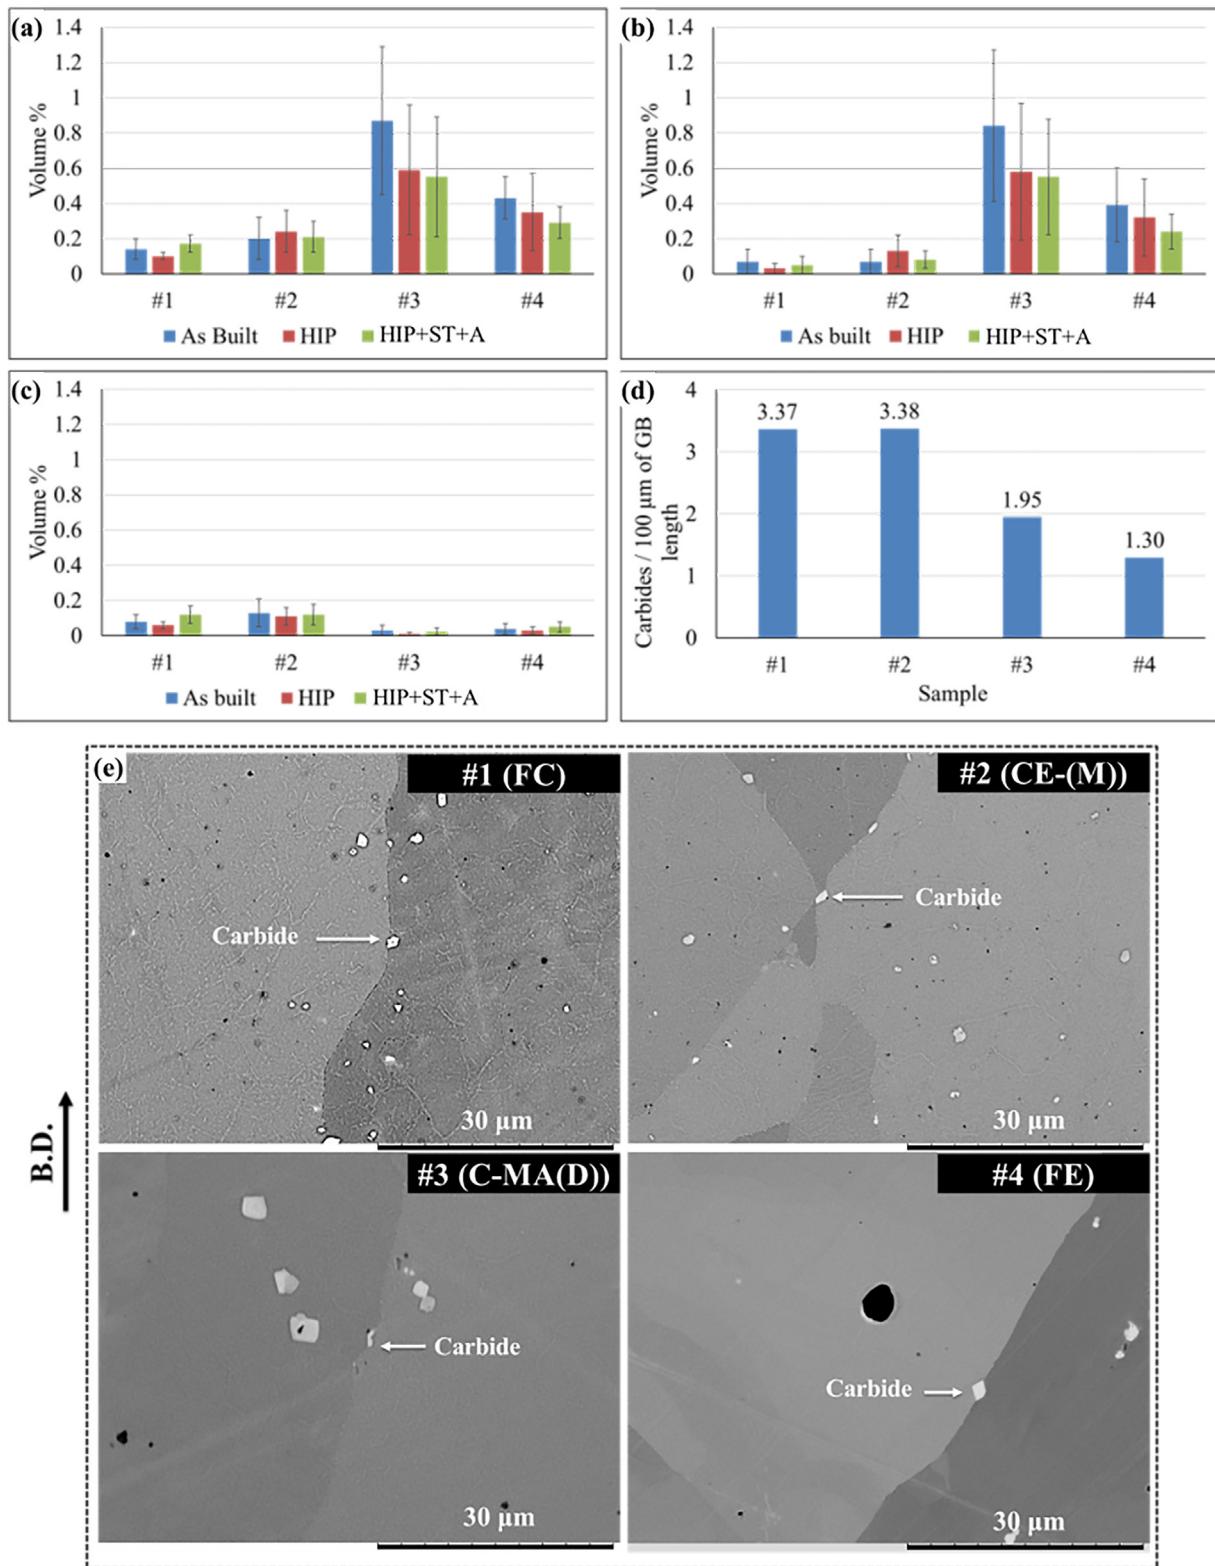 (a)
1.4
1.2
1
0.8
0.6
0.4
0.2
0
Volume %
#1 #2 #3 #4
As Built HIP HIP+ST+A
(b)
1.4
1.2
1
0.8
0.6
0.4
0.2
0
Volume %
#1 #2 #3 #4
As built HIP HIP+ST+A
(c)
1.4
1.2
1
0.8
0.6
0.4
0.2
0
Volume %
#1 #2 #3 #4
As built HIP HIP+ST+A
(d)
4
3
2
1
0
Carbides / 100 µm of GB
length
3.37 3.38 1.95 1.30
#1 #2 #3 #4
Sample
(e)
#1 (FC)
Carbide
30 µm
#2 (CE-(M))
Carbide
30 µm
B.D.
#3 (C-MA(D))
Carbide
30 µm
#4 (FE)
Carbide
30 µm